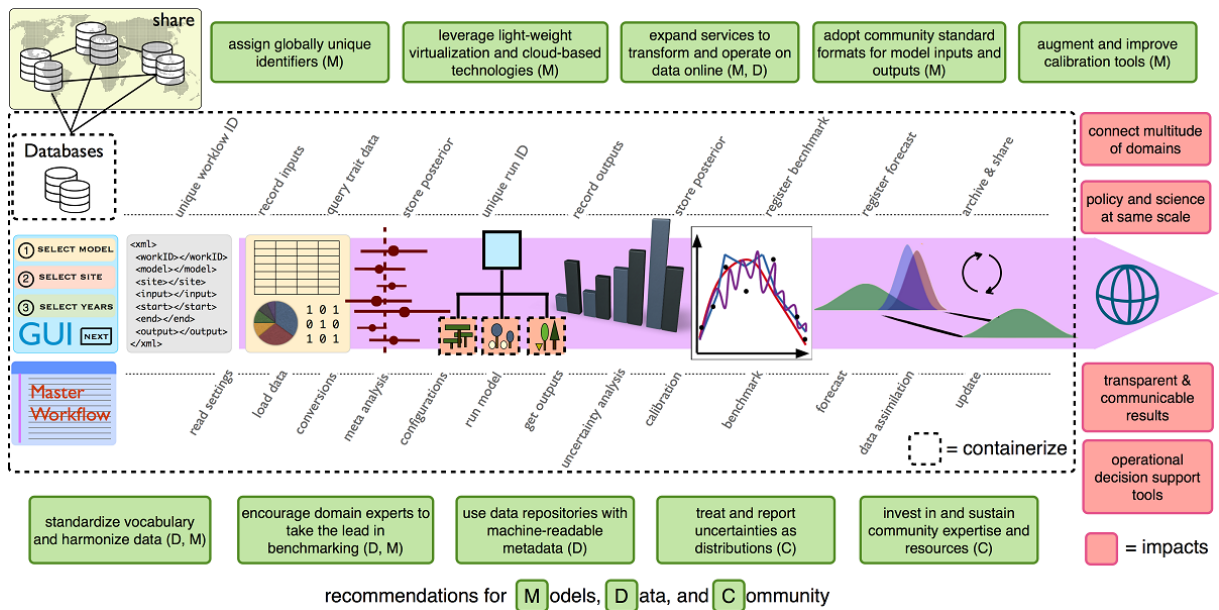 share
assign globally unique
identifiers (M)
leverage light-weight
virtualization and cloud-based
technologies (M)
expand services to
transform and operate on
data online (M, D)
adopt community standard
formats for model inputs and
outputs (M)
augment and improve
calibration tools (M)
Databases
unique worklow ID
record inputs
query trait data
store posterior
unique run ID
record outputs
store posterior
register becnhmark
register forecast
archive & share
connect multitude
of domains
policy and science
at same scale
1 SELECT MODEL
2 SELECT SITE
3 SELECT YEARS
GUI NEXT
<xml>
<workID></workID>
<model></model>
<site></site>
<input></input>
<start></start>
<end></end>
<output></output>
</xml>
1 0 1
0 1 0
1 0 1
Master
Workflow
read settings
load data
conversions
meta analysis
configurations
run model
get outputs
uncertainty analysis
calibration
benchmark
forecast
data assimilation
update
= containerize
transparent &
communicable
results
operational
decision support
tools
standardize vocabulary
and harmonize data (D, M)
encourage domain experts to
take the lead in
benchmarking (D, M)
use data repositories with
machine-readable
metadata (D)
treat and report
uncertainties as
distributions (C)
invest in and sustain
community expertise and
resources (C)
= impacts
recommendations for Models, Data, and Community